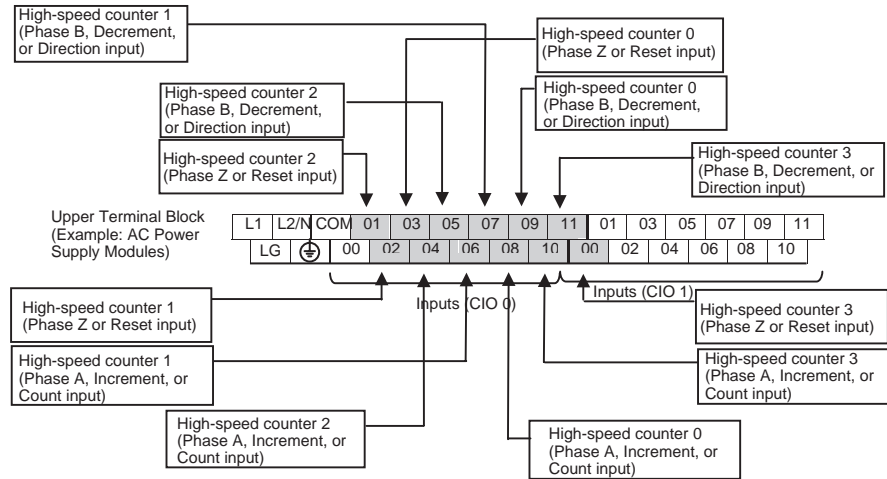 High-speed counter 1
(Phase B, Decrement,
or Direction input)
High-speed counter 0
(Phase Z or Reset input)
High-speed counter 2
(Phase B, Decrement,
or Direction input)
High-speed counter 0
(Phase B, Decrement,
or Direction input)
High-speed counter 2
(Phase Z or Reset input)
High-speed counter 3
(Phase B, Decrement, or
Direction input)
Upper Terminal Block
(Example: AC Power
Supply Modules)
L1 L2/N COM 01 03 05 07 09 11 01 03 05 07 09 11
LG 00 02 04 06 08 10 00 02 04 06 08 10
Inputs (CIO 0)
Inputs (CIO 1)
High-speed counter 1
(Phase Z or Reset input)
High-speed counter 3
(Phase Z or Reset input)
High-speed counter 1
(Phase A, Increment, or
Count input)
High-speed counter 3
(Phase A, Increment, or
Count input)
High-speed counter 2
(Phase A, Increment, or
Count input)
High-speed counter 0
(Phase A, Increment, or
Count input)